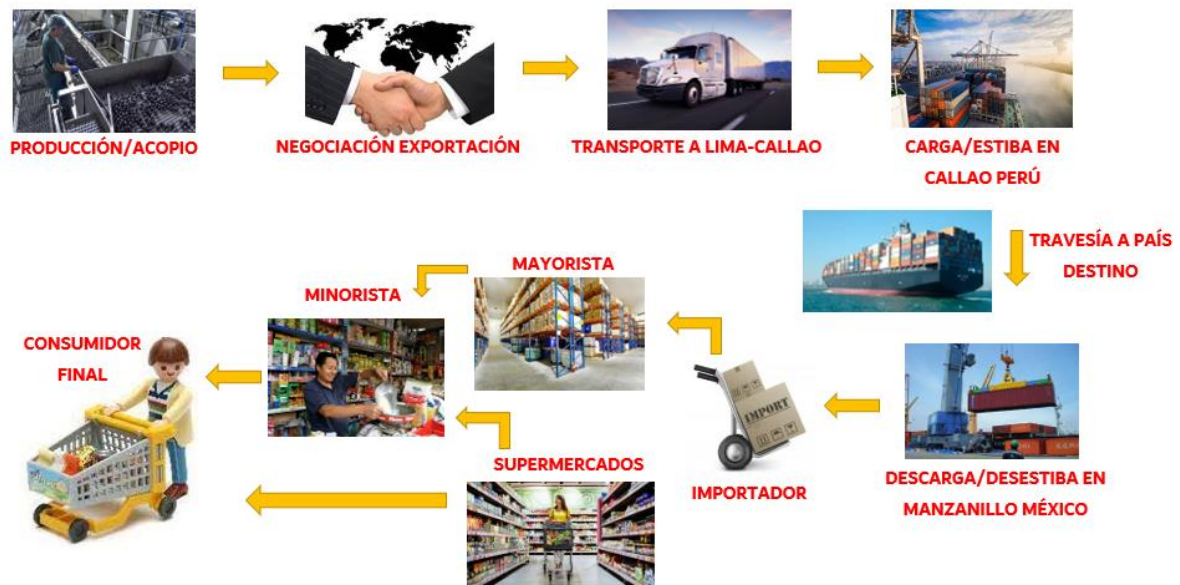 PRODUCCIÓN/ACOPIO
NEGOCIACIÓN EXPORTACIÓN
TRANSPORTE A LIMA-CALLAO
CARGA/ESTIBA EN
CALLAO PERÚ
TRAVESÍA A PAÍS
DESTINO
DESCARGA/DESESTIBA EN
MANZANILLO MÉXICO
IMPORTADOR
IMPORT
MAYORISTA
MINORISTA
SUPERMERCADOS
CONSUMIDOR
FINAL